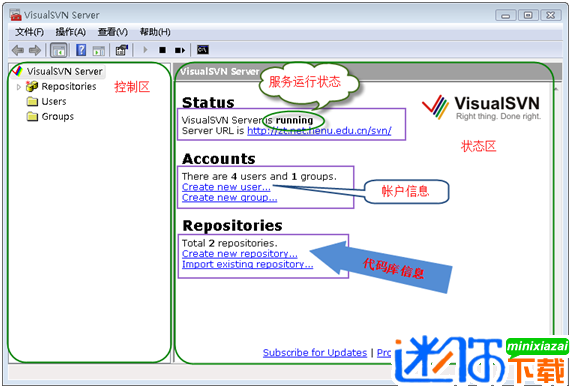 VisualSVN Server
文件(F) 操作(A) 查看(V) 帮助(H)
VisualSVN Server
Repositories
Users
Groups
控制区
VisualSVN Server
服务运行状态
Status
VisualSVN Server is running
Server URL is http://zt.net.henu.edu.cn/svn/
VisualSVN
Right thing. Done right.
状态区
Accounts
There are 4 users and 1 groups.
Create new user...
Create new group...
帐户信息
Repositories
Total 2 repositories.
Create new repository...
Import existing repository...
代码库信息
Subscribe for Updates |
迷你
minixiazai
下载